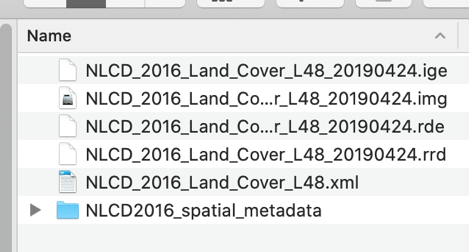 Name
NLCD_2016_Land_Cover_L48_20190424.ige
NLCD_2016_Land_Co...r_L48_20190424.img
NLCD_2016_Land_Co...r_L48_20190424.rde
NLCD_2016_Land_Cover_L48_20190424.rrd
NLCD_2016_Land_Cover_L48.xml
NLCD2016_spatial_metadata